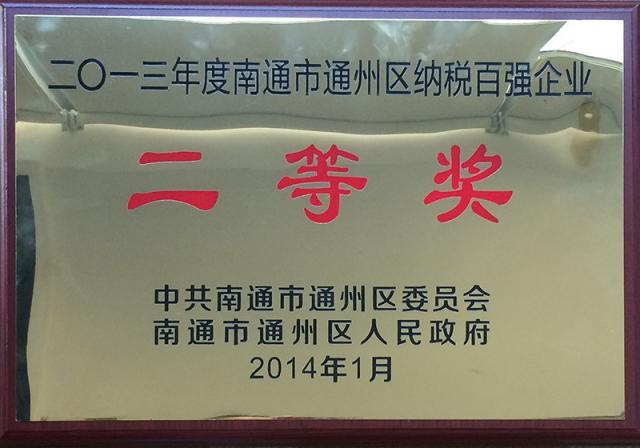 二〇一三年度南通市通州区纳税百强企业
二等奖
中共南通市通州区委员会
南通市通州区人民政府
2014年1月